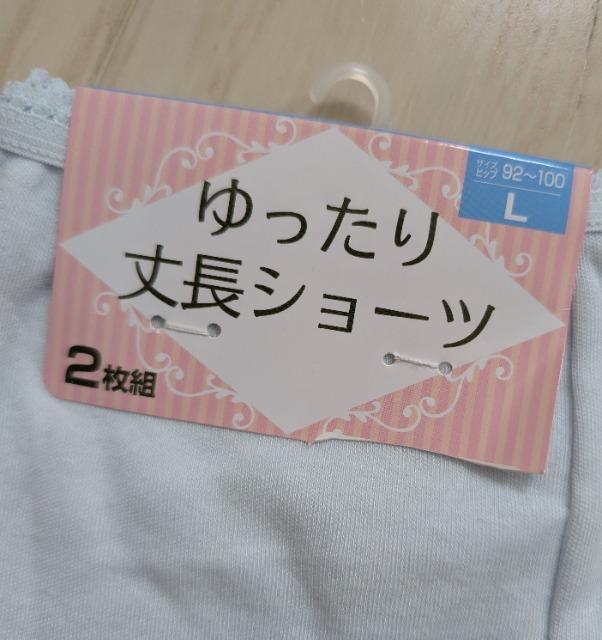 サイズ
ヒップ 92〜100
L
ゆったり
丈長ショーツ
2枚組